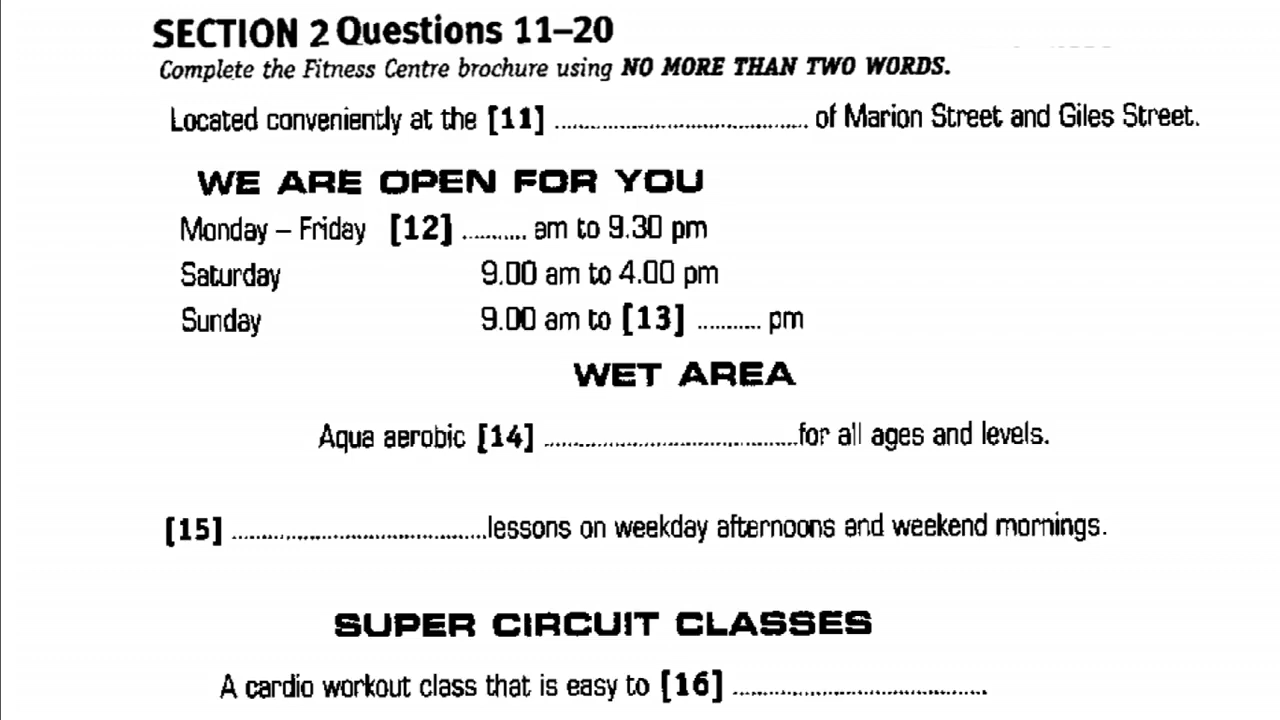 SECTION 2 Questions 11–20
Complete the Fitness Centre brochure using NO MORE THAN TWO WORDS.
Located conveniently at the [11] ........................................ of Marion Street and Giles Street.
WE ARE OPEN FOR YOU
Monday – Friday [12] .......... am to 9.30 pm
Saturday 9.00 am to 4.00 pm
Sunday 9.00 am to [13] .......... pm
WET AREA
Aqua aerobic [14] ........................................for all ages and levels.
[15] ........................................lessons on weekday afternoons and weekend mornings.
SUPER CIRCUIT CLASSES
A cardio workout class that is easy to [16] ........................................